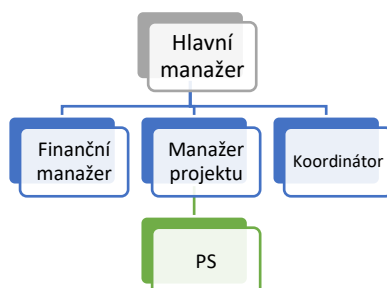 Hlavní
manažer
Finanční
manažer
Manažer
projektu
Koordinátor
PS